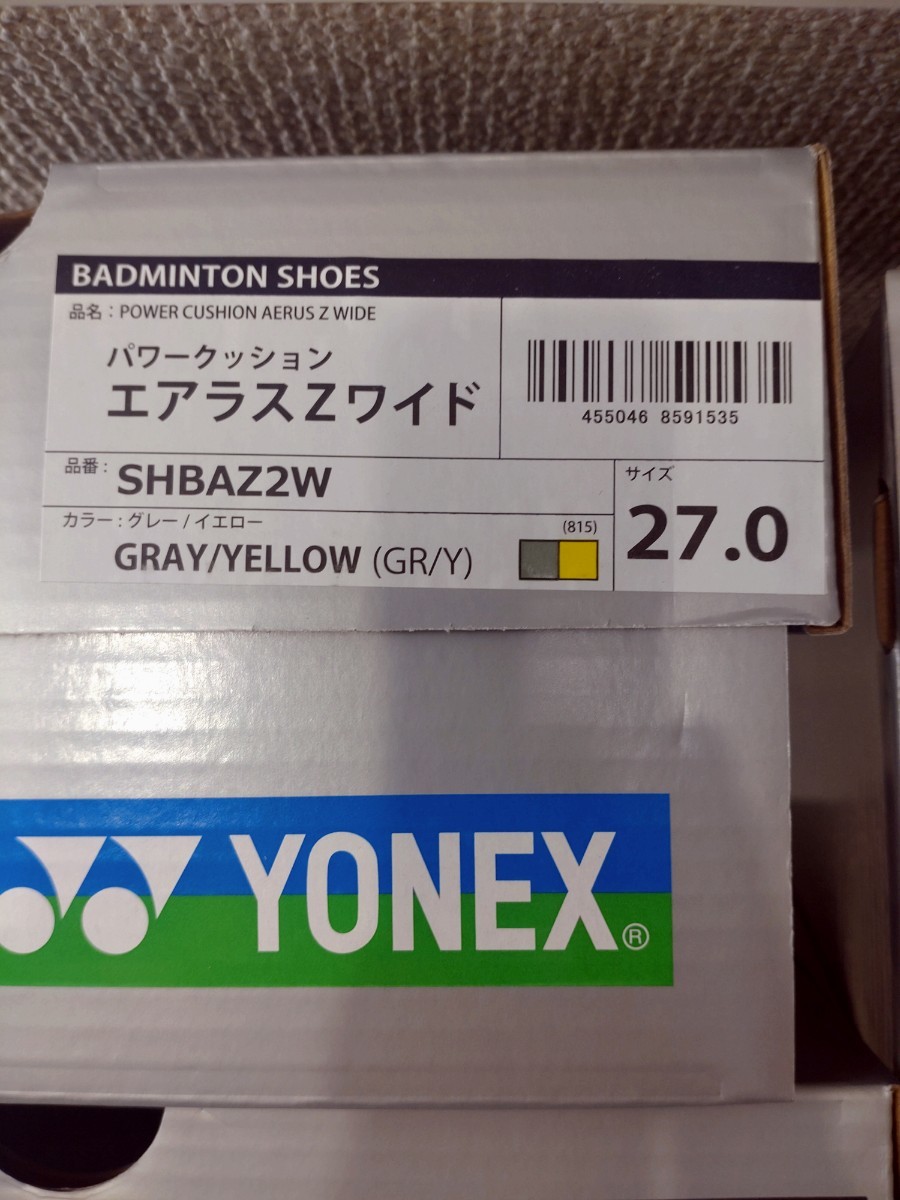 BADMINTON SHOES
品名：POWER CUSHION AERUS Z WIDE
パワークッション
エアラスZワイド
455046 8591535
品番：
SHBAZ2W
カラー：グレー / イエロー
(815)
GRAY/YELLOW (GR/Y)
サイズ
27.0
YONEX®